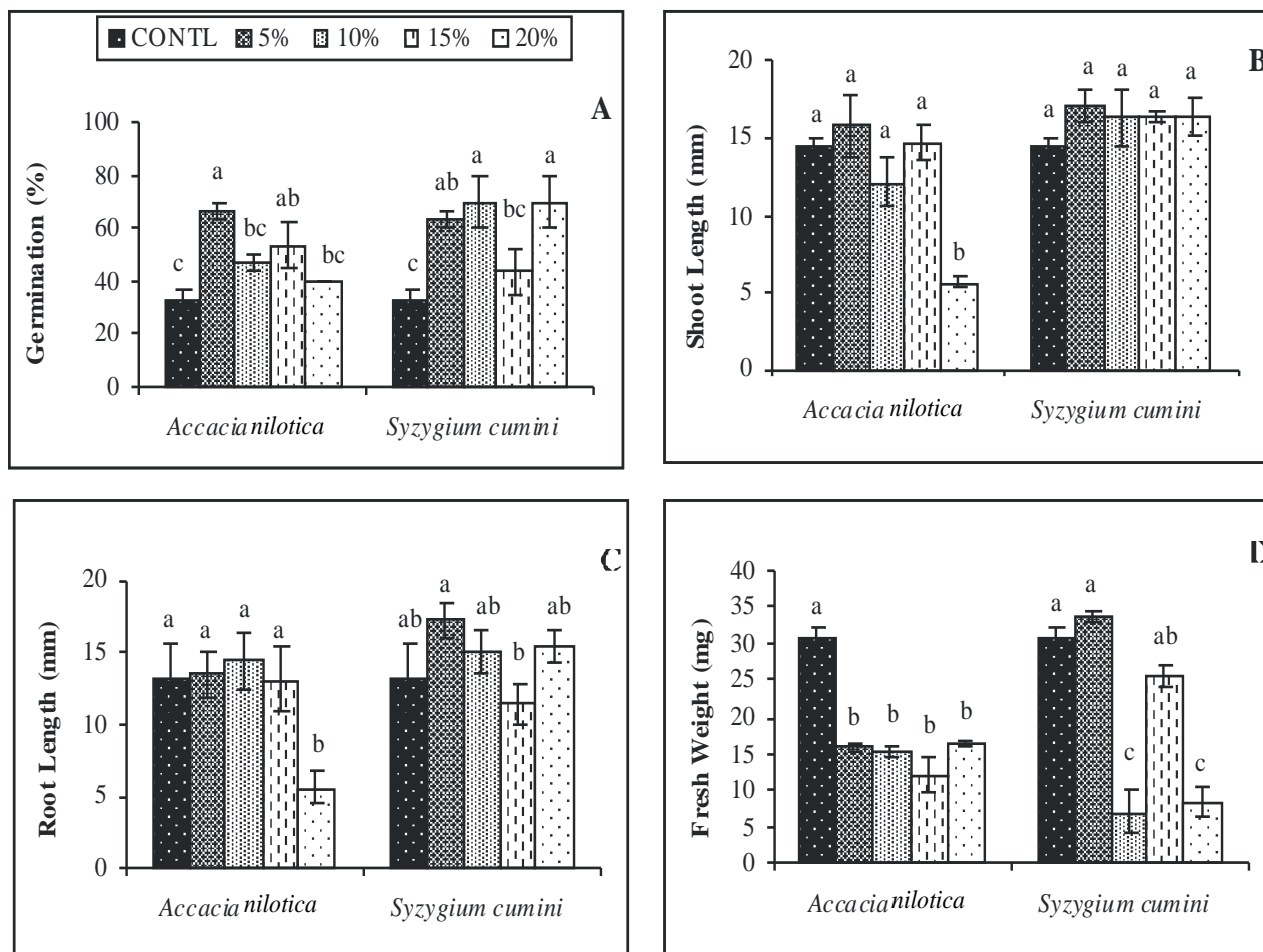 CONTL 5% 10% 15% 20%
A
Germination (%)
100
80
60
40
20
0
c a bc ab bc c ab a bc a
Accacia nilotica Syzygium cumini
B
Shoot Length (mm)
20
15
10
5
0
a a a a b a a a a a
Accacia nilotica Syzygium cumini
C
Root Length (mm)
20
15
10
5
0
a a a a b ab a ab b ab
Accacia nilotica Syzygium cumini
D
Fresh Weight (mg)
40
35
30
25
20
15
10
5
0
a b b b b a a c ab c
Accacia nilotica Syzygium cumini